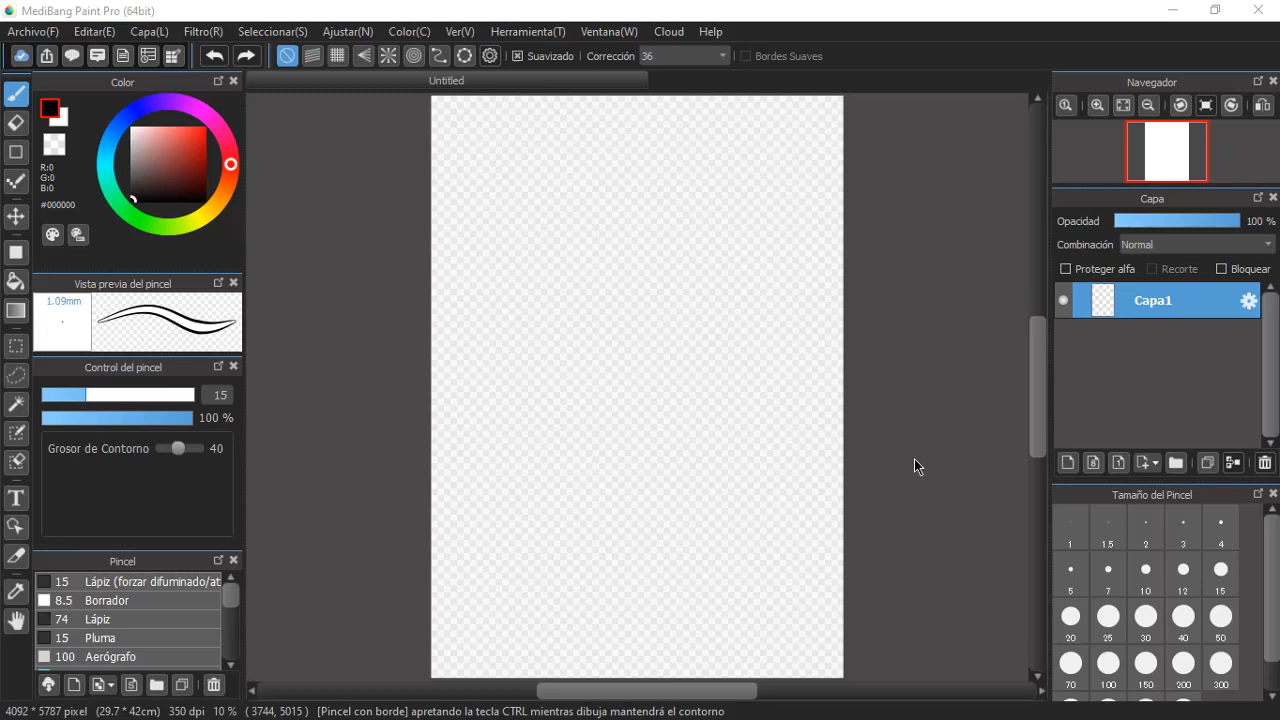 MediBang Paint Pro (64bit)
Archivo(F) Editar(E) Capa(L) Filtro(R) Seleccionar(S) Ajustar(N) Color(C) Ver(V) Herramienta(T) Ventana(W) Cloud Help
Suavizado Corrección 36 Bordes Suaves
Color
Untitled
Navegador
R:0
G:0
B:0
#000000
Capa
Opacidad 100 %
Combinación Normal
Proteger alfa Recorte Bloquear
Vista previa del pincel
1.09mm
Capa1
Control del pincel
15
100 %
Grosor de Contorno 40
Tamaño del Pincel
1 1.5 2 3 4
5 7 10 12 15
20 25 30 40 50
70 100 150 200 300
Pincel
15 Lápiz (forzar difuminado/at
8.5 Borrador
74 Lápiz
15 Pluma
100 Aerógrafo
4092 * 5787 pixel (29.7 * 42cm) 350 dpi 10 % ( 3744, 5015 ) [Pincel con borde] apretando la tecla CTRL mientras dibuja mantendrá el contorno